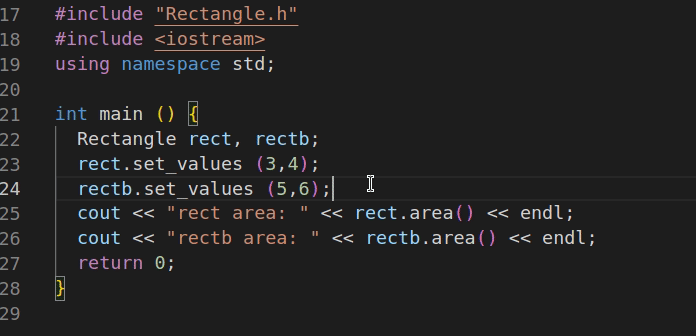 17 #include "Rectangle.h"
18 #include <iostream>
19 using namespace std;
20
21 int main () {
22   Rectangle rect, rectb;
23   rect.set_values (3,4);
24   rectb.set_values (5,6);
25   cout << "rect area: " << rect.area() << endl;
26   cout << "rectb area: " << rectb.area() << endl;
27   return 0;
28 }
29